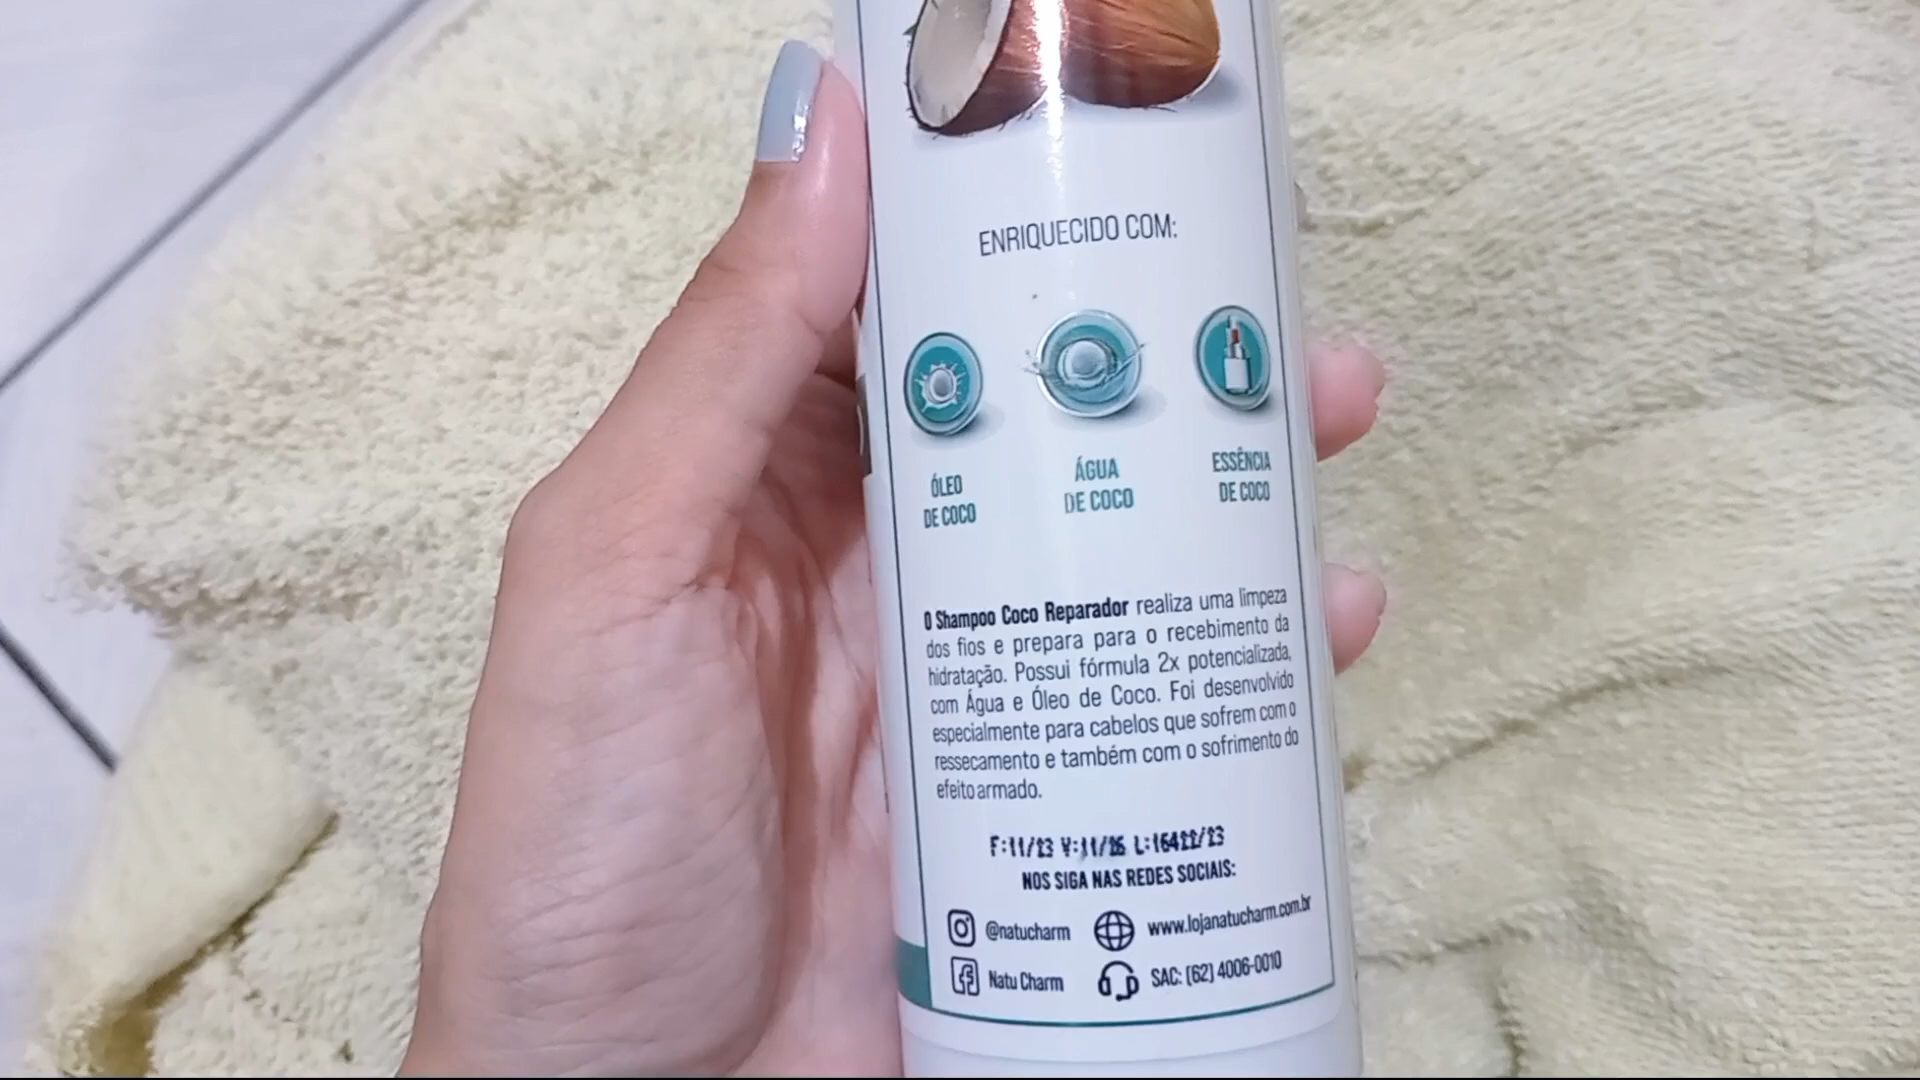 ENRIQUECIDO COM:
ÓLEO
DE COCO
ÁGUA
DE COCO
ESSÊNCIA
DE COCO
O Shampoo Coco Reparador realiza uma limpeza
dos fios e prepara para o recebimento da
hidratação. Possui fórmula 2x potencializada,
com Água e Óleo de Coco. Foi desenvolvido
especialmente para cabelos que sofrem com o
ressecamento e também com o sofrimento do
efeito armado.
F:11/23 V:11/26
NOS SIGA NAS REDES SOCIAIS:
@natucharm
www.lojanatucharm.com.br
Natu Charm
SAC: (62) 4006-0010